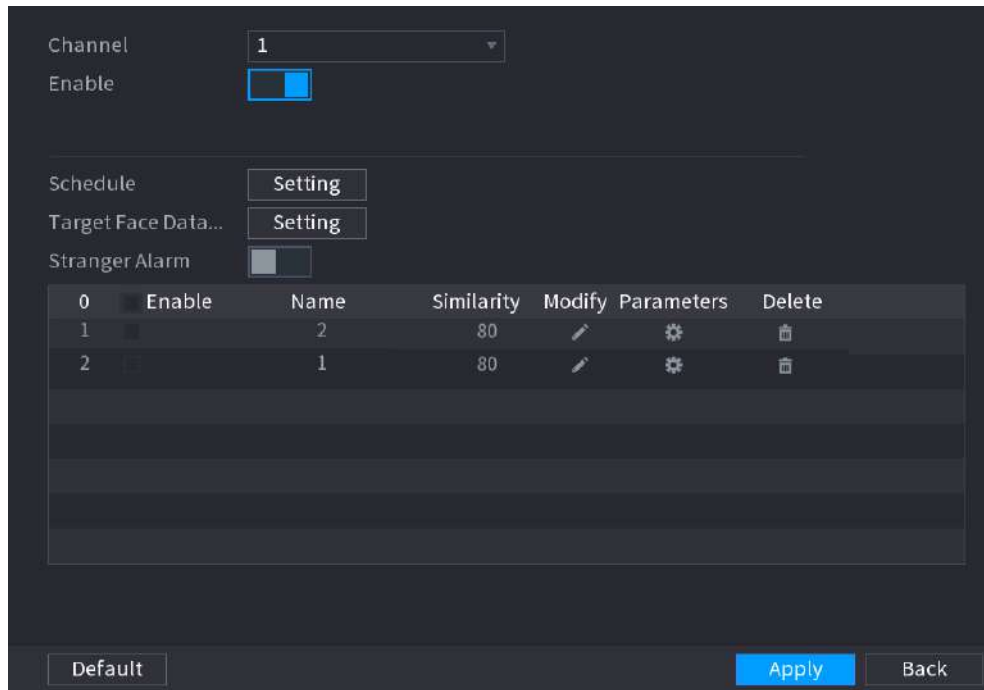 Channel 1
Enable
Schedule Setting
Target Face Data... Setting
Stranger Alarm
0 Enable Name Similarity Modify Parameters Delete
1 2 80
2 1 80
Default Apply Back